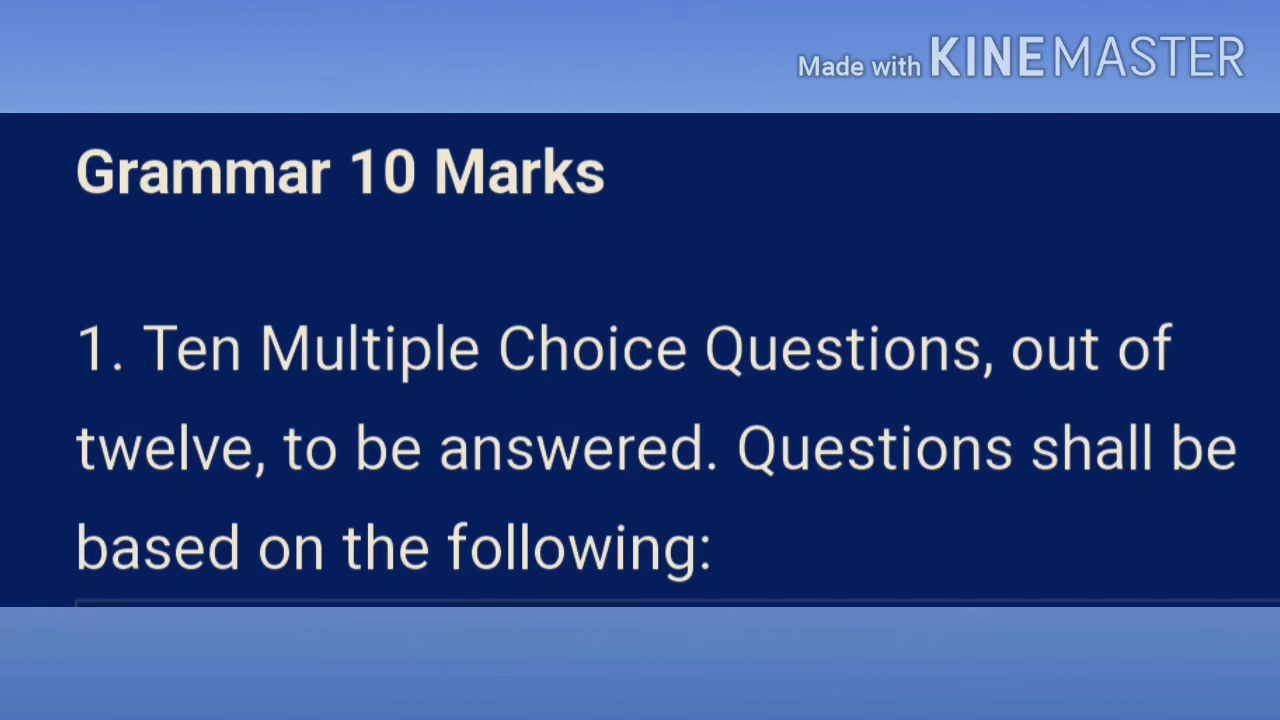 Made with KINEMASTER
Grammar 10 Marks
1. Ten Multiple Choice Questions, out of
twelve, to be answered. Questions shall be
based on the following: